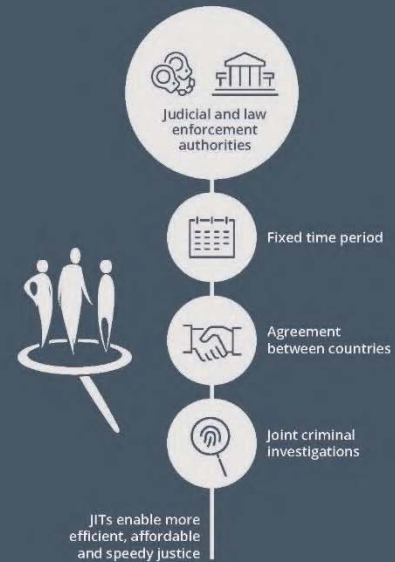 Judicial and law
enforcement
authorities
Fixed time period
Agreement
between countries
Joint criminal
investigations
JITs enable more
efficient, affordable
and speedy justice